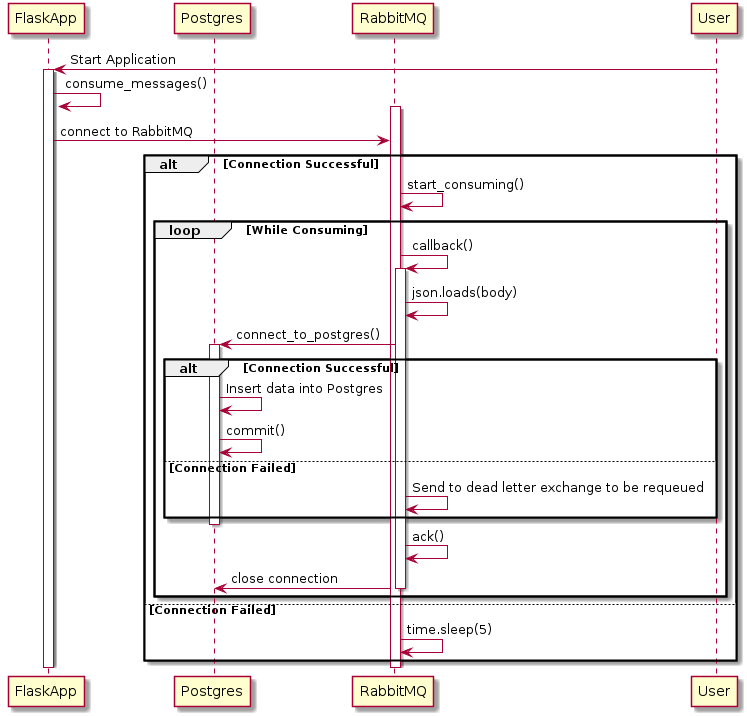 FlaskApp Postgres RabbitMQ User
Start Application
consume_messages()
connect to RabbitMQ
alt [Connection Successful]
start_consuming()
loop [While Consuming]
callback()
json.loads(body)
connect_to_postgres()
alt [Connection Successful]
Insert data into Postgres
commit()
[Connection Failed]
Send to dead letter exchange to be requeued
ack()
close connection
[Connection Failed]
time.sleep(5)
FlaskApp Postgres RabbitMQ User